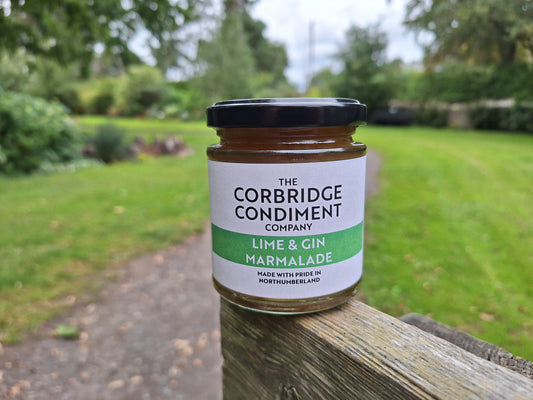 THE
CORBRIDGE
CONDIMENT
COMPANY
LIME & GIN
MARMALADE
MADE WITH PRIDE IN
NORTHUMBERLAND